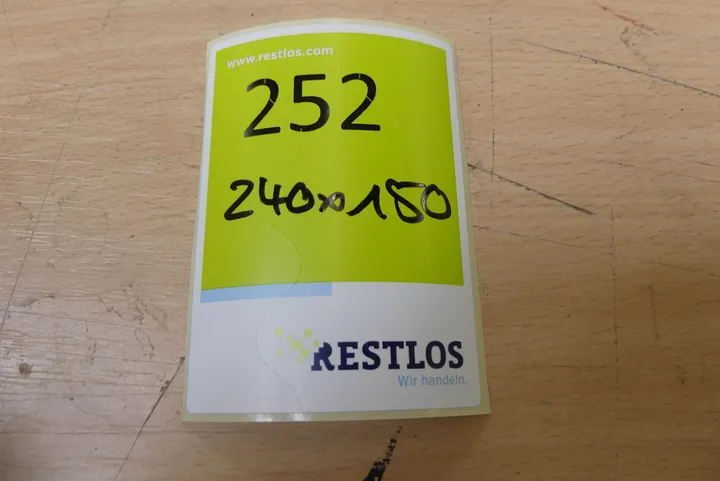 www.restlos.com
252
240x180
RESTLOS
Wir handeln.